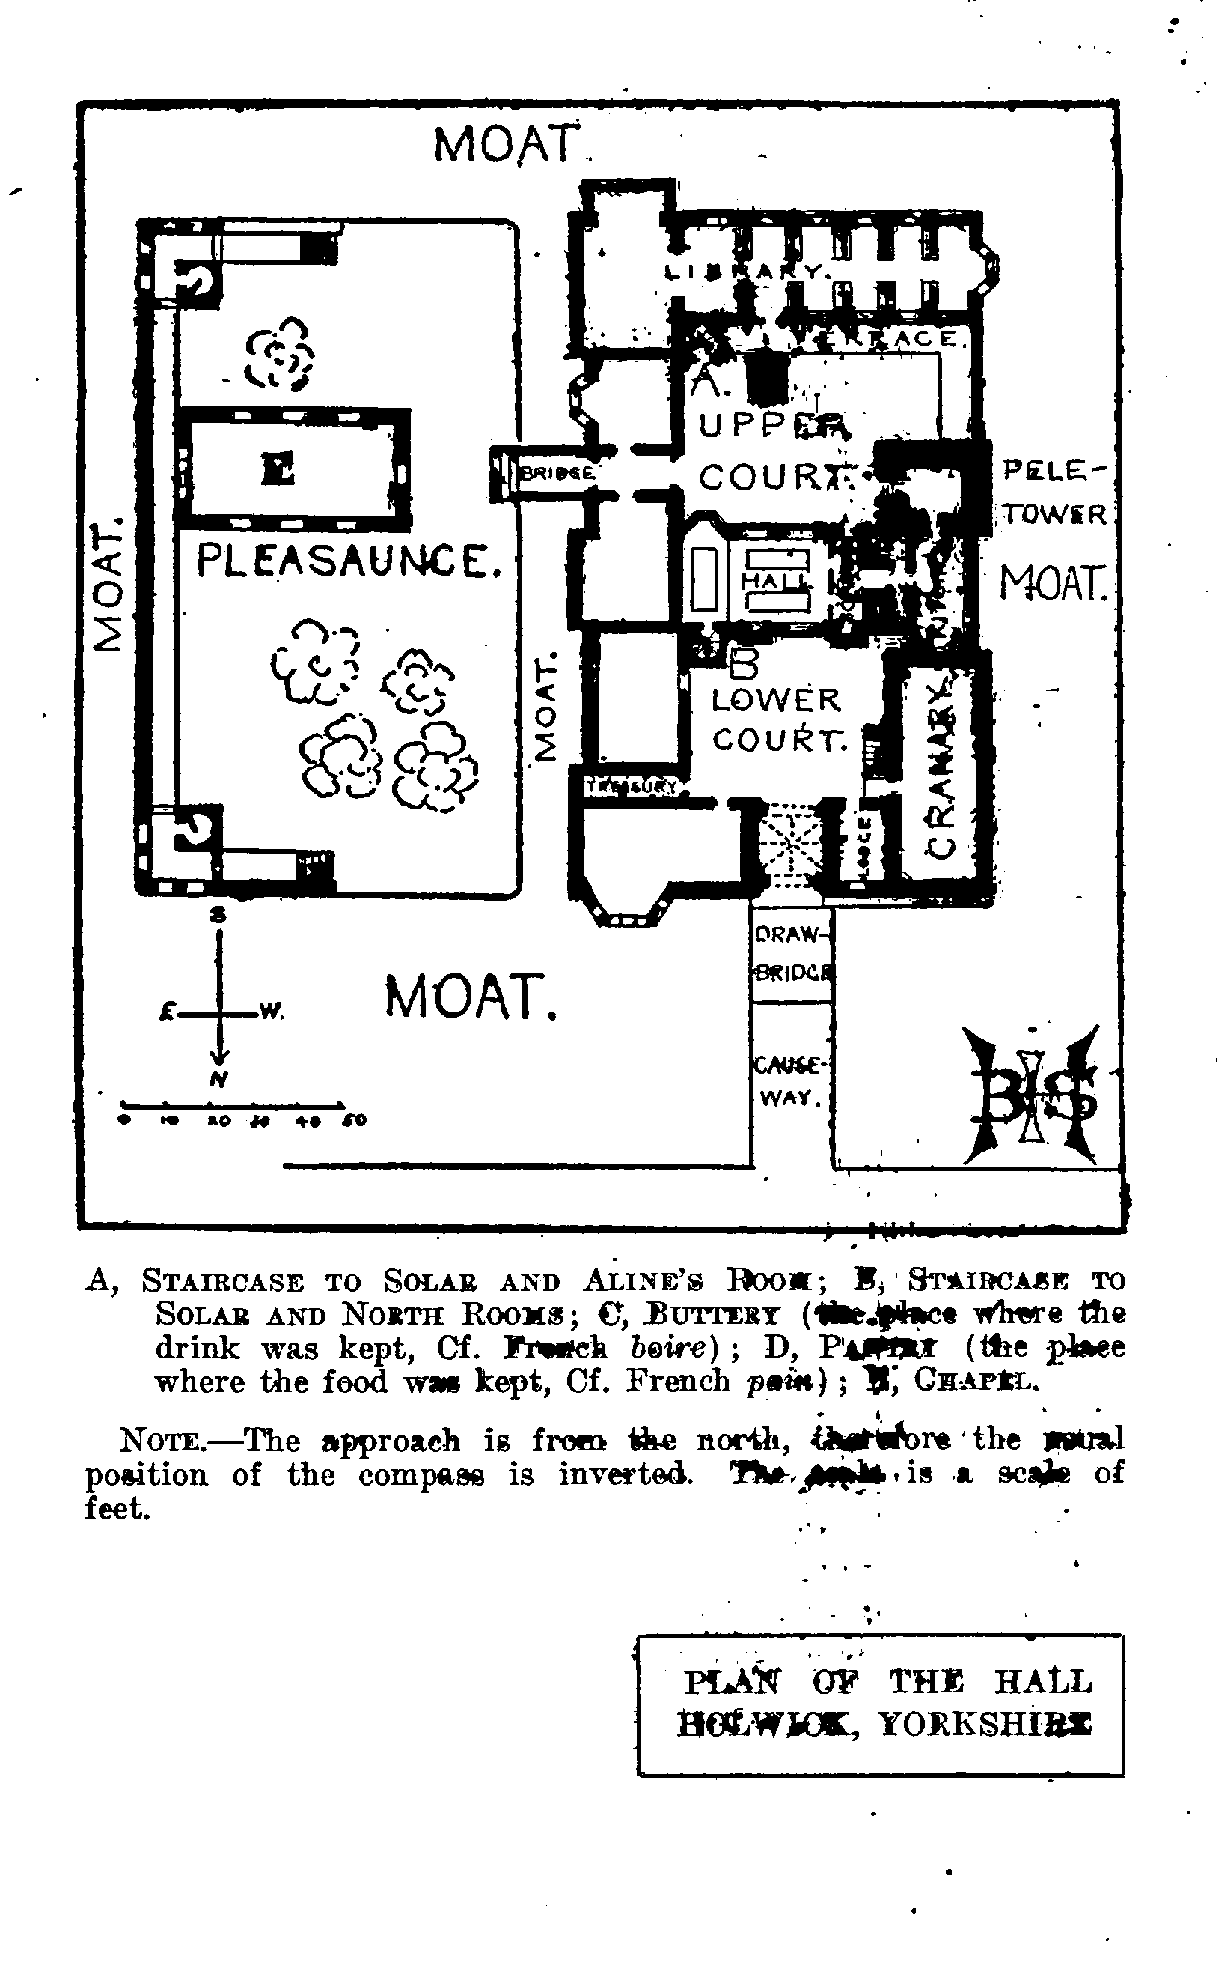 MOAT.
LIBRARY.
TERRACE.
A.
UPPER
COURT.
E
BRIDGE
PELE-
TOWER
MOAT.
PLEASAUNCE.
HALL
MOAT.
B
LOWER
COURT.
MOAT.
TREASURY.
GRANARY.
LODGE
S
E W.
N
MOAT.
DRAW-
BRIDGE
CAUSE-
WAY.
0 10 20 30 40 50
BHS
A, STAIRCASE TO SOLAR AND ALINE'S ROOM; B, STAIRCASE TO
SOLAR AND NORTH ROOMS; C, BUTTERY (the place where the
drink was kept, Cf. French boire); D, PANTRY (the place
where the food was kept, Cf. French pain); E, CHAPEL.
NOTE.—The approach is from the north, therefore the usual
position of the compass is inverted. The scale is a scale of
feet.
PLAN OF THE HALL
HOLWICK, YORKSHIRE